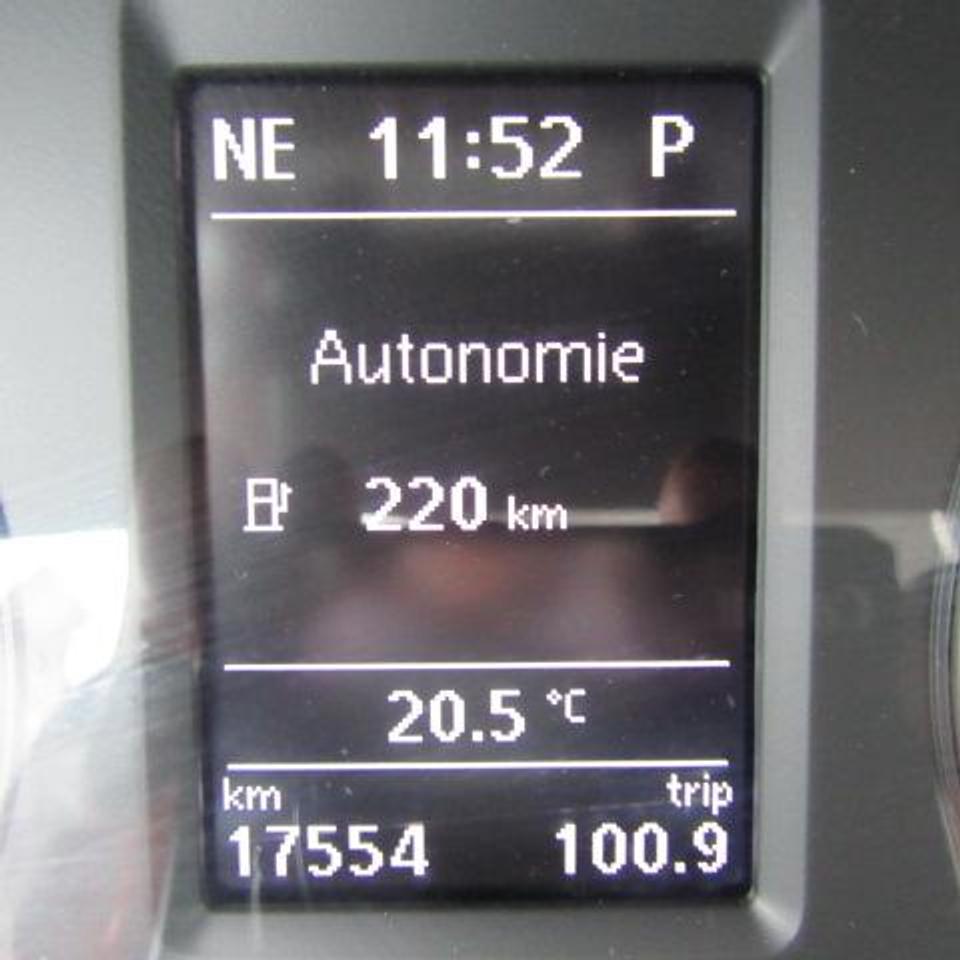 NE 11:52 P
Autonomie
220 km
20.5 °C
km trip
17554 100.9